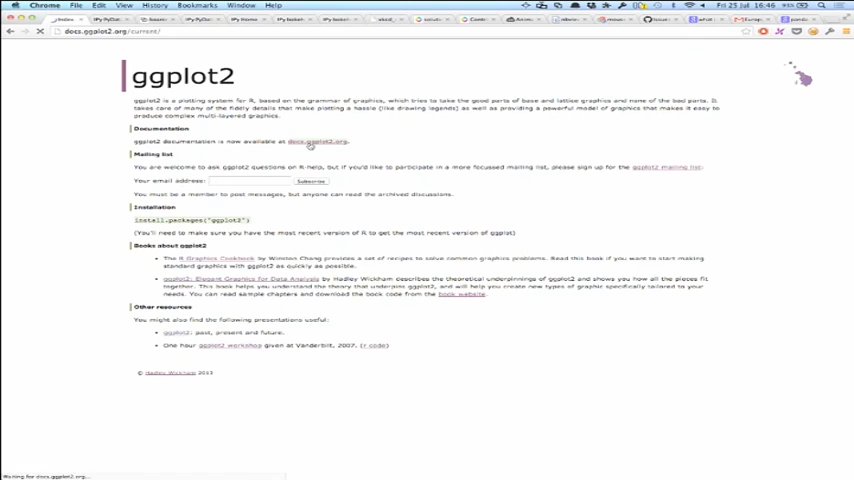 Chrome File Edit View History Bookmarks Window Help
Fri 25 Jul 16:46
docs.ggplot2.org/current/
ggplot2
ggplot2 is a plotting system for R, based on the grammar of graphics, which tries to take the good parts of base and lattice graphics and none of the bad parts. It
takes care of many of the fiddly details that make plotting a hassle (like drawing legends) as well as providing a powerful model of graphics that makes it easy to
produce complex multi-layered graphics.
Documentation
ggplot2 documentation is now available at docs.ggplot2.org.
Mailing list
You are welcome to ask ggplot2 questions on R-help, but if you'd like to participate in a more focussed mailing list, please sign up for the ggplot2 mailing list:
Your email address: Subscribe
You must be a member to post messages, but anyone can read the archived discussions.
Installation
install.packages("ggplot2")
(You'll need to make sure you have the most recent version of R to get the most recent version of ggplot)
Books about ggplot2
• The R Graphics Cookbook by Winston Chang provides a set of recipes to solve common graphics problems. Read this book if you want to start making
standard graphics with ggplot2 as quickly as possible.
• ggplot2: Elegant Graphics for Data Analysis by Hadley Wickham describes the theoretical underpinnings of ggplot2 and shows you how all the pieces fit
together. This book helps you understand the theory that underpins ggplot2, and will help you create new types of graphic specifically tailored to your
needs. You can read sample chapters and download the book code from the book website.
Other resources
You might also find the following presentations useful:
• ggplot2: past, present and future.
• One hour ggplot2 workshop given at Vanderbilt, 2007. (r code)
© Hadley Wickham 2013
Waiting for docs.ggplot2.org...